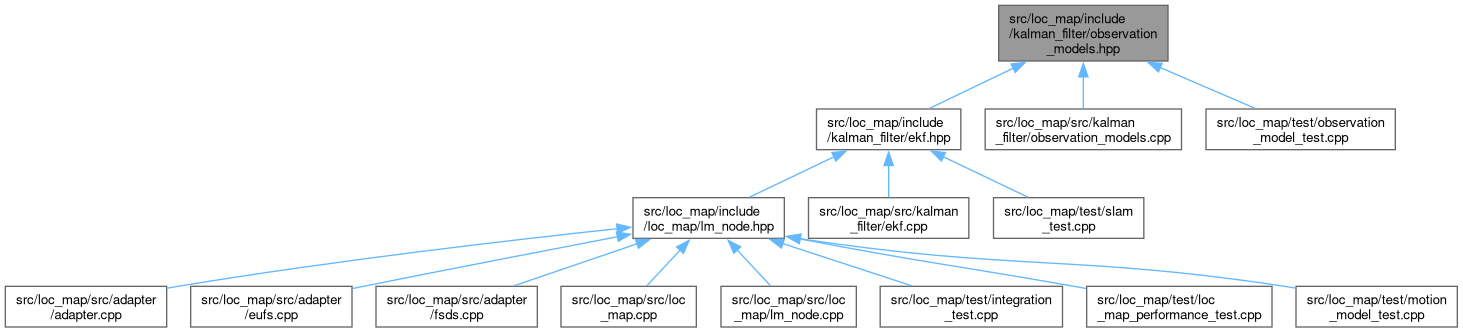 src/loc_map/include
/kalman_filter/observation
_models.hpp
src/loc_map/include
/kalman_filter/ekf.hpp
src/loc_map/src/kalman
_filter/observation_models.cpp
src/loc_map/test/observation
_model_test.cpp
src/loc_map/include
/loc_map/lm_node.hpp
src/loc_map/src/kalman
_filter/ekf.cpp
src/loc_map/test/slam
_test.cpp
src/loc_map/src/adapter
/adapter.cpp
src/loc_map/src/adapter
/eufs.cpp
src/loc_map/src/adapter
/fsds.cpp
src/loc_map/src/loc
_map.cpp
src/loc_map/src/loc
_map/lm_node.cpp
src/loc_map/test/integration
_test.cpp
src/loc_map/test/loc
_map_performance_test.cpp
src/loc_map/test/motion
_model_test.cpp